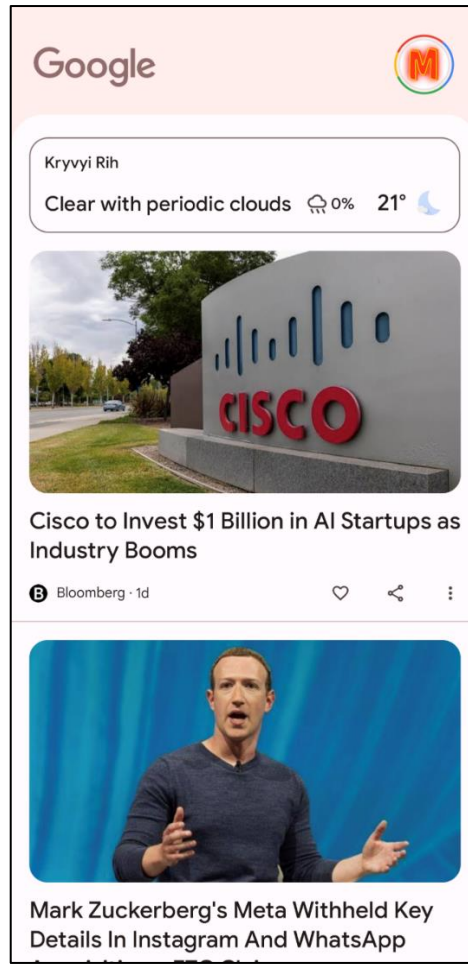 Google
M
Kryvyi Rih
Clear with periodic clouds 0% 21°
CISCO
Cisco to Invest $1 Billion in AI Startups as
Industry Booms
B Bloomberg · 1d
Mark Zuckerberg's Meta Withheld Key
Details In Instagram And WhatsApp